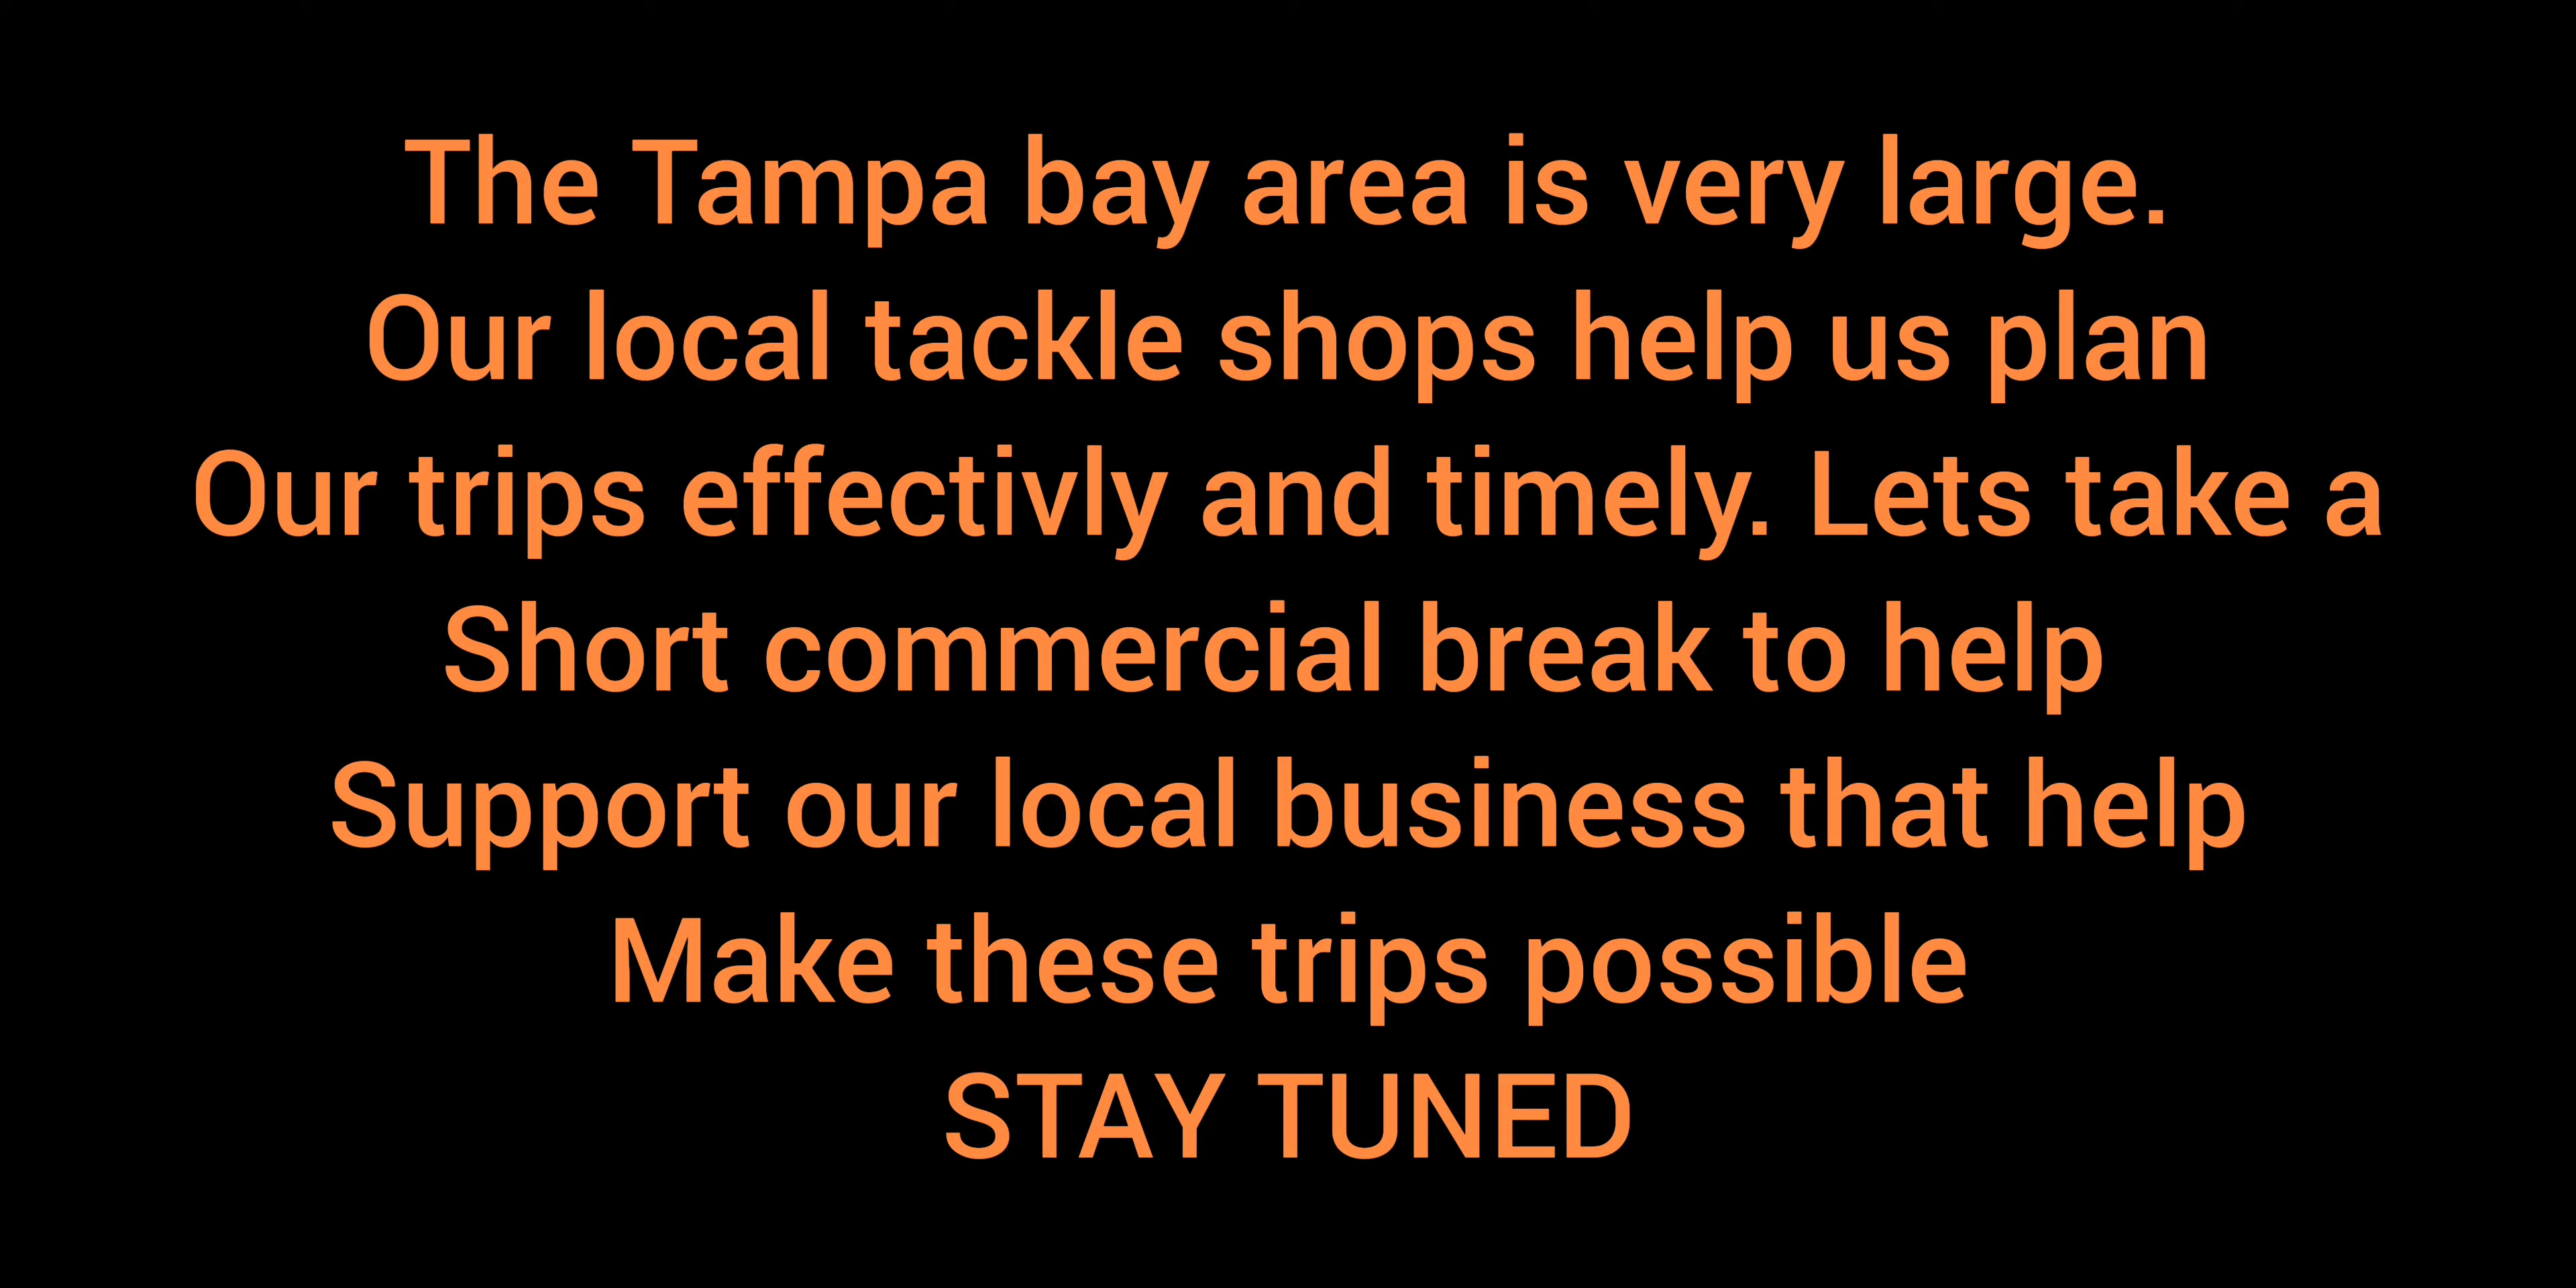 The Tampa bay area is very large.
Our local tackle shops help us plan
Our trips effectivly and timely. Lets take a
Short commercial break to help
Support our local business that help
Make these trips possible
STAY TUNED